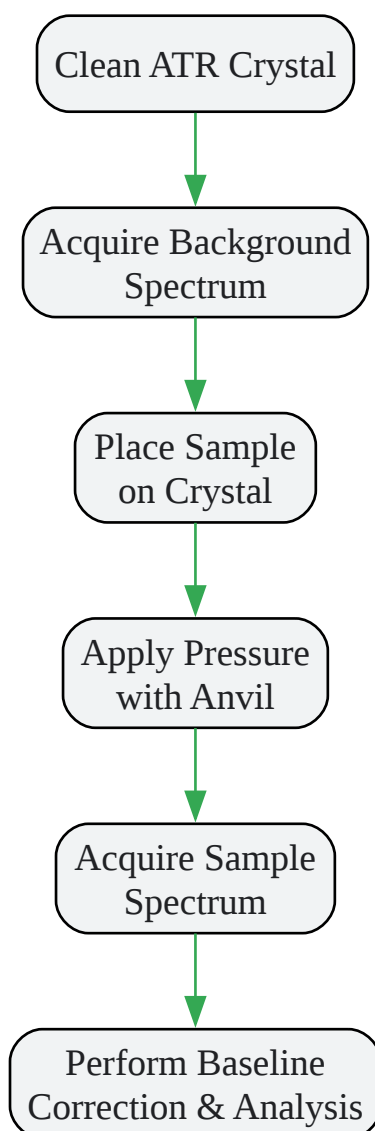 Clean ATR Crystal
Acquire Background
Spectrum
Place Sample
on Crystal
Apply Pressure
with Anvil
Acquire Sample
Spectrum
Perform Baseline
Correction & Analysis